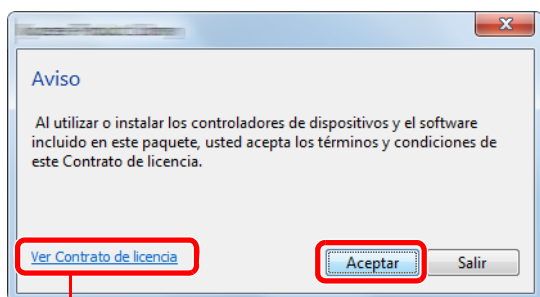 Aviso
Al utilizar o instalar los controladores de dispositivos y el software
incluido en este paquete, usted acepta los términos y condiciones de
este Contrato de licencia.
Ver Contrato de licencia
Aceptar
Salir